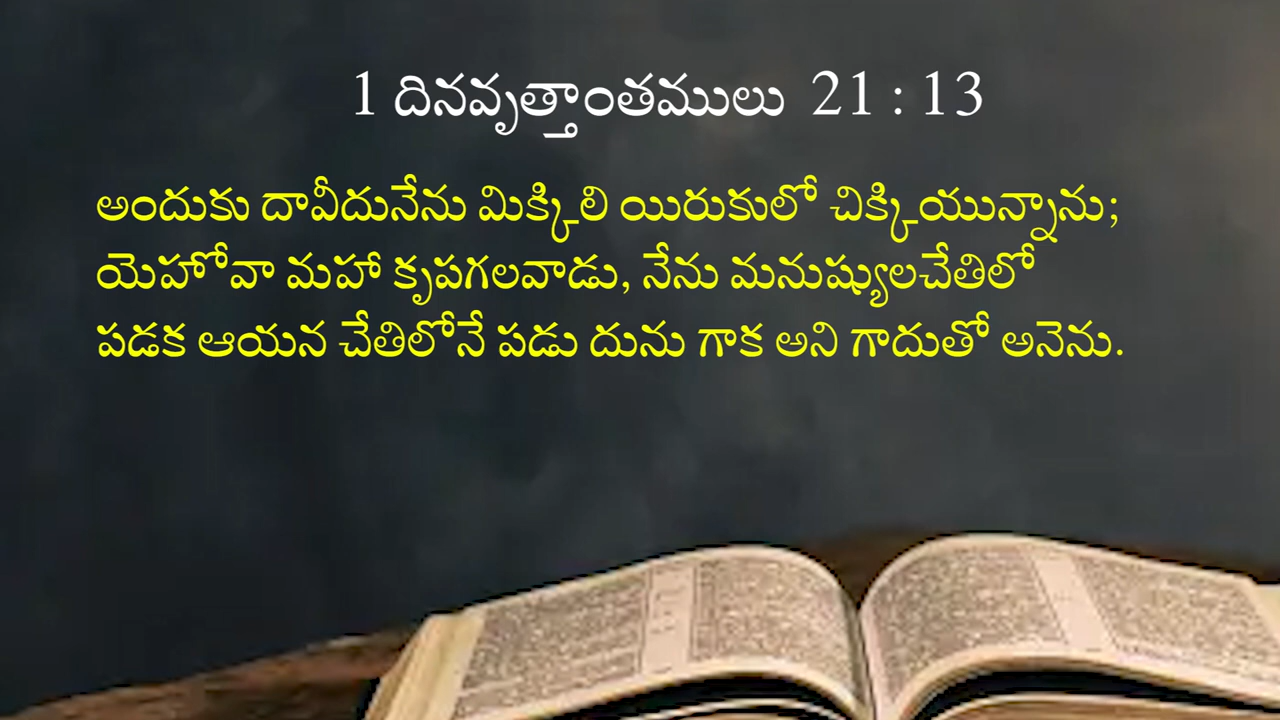 1 దినవృత్తాంతములు 21 : 13
అందుకు దావీదునేను మిక్కిలి యిరుకులో చిక్కియున్నాను;
యెహోవా మహా కృపగలవాడు, నేను మనుష్యులచేతిలో
పడక ఆయన చేతిలోనే పడు దును గాక అని గాదుతో అనెను.